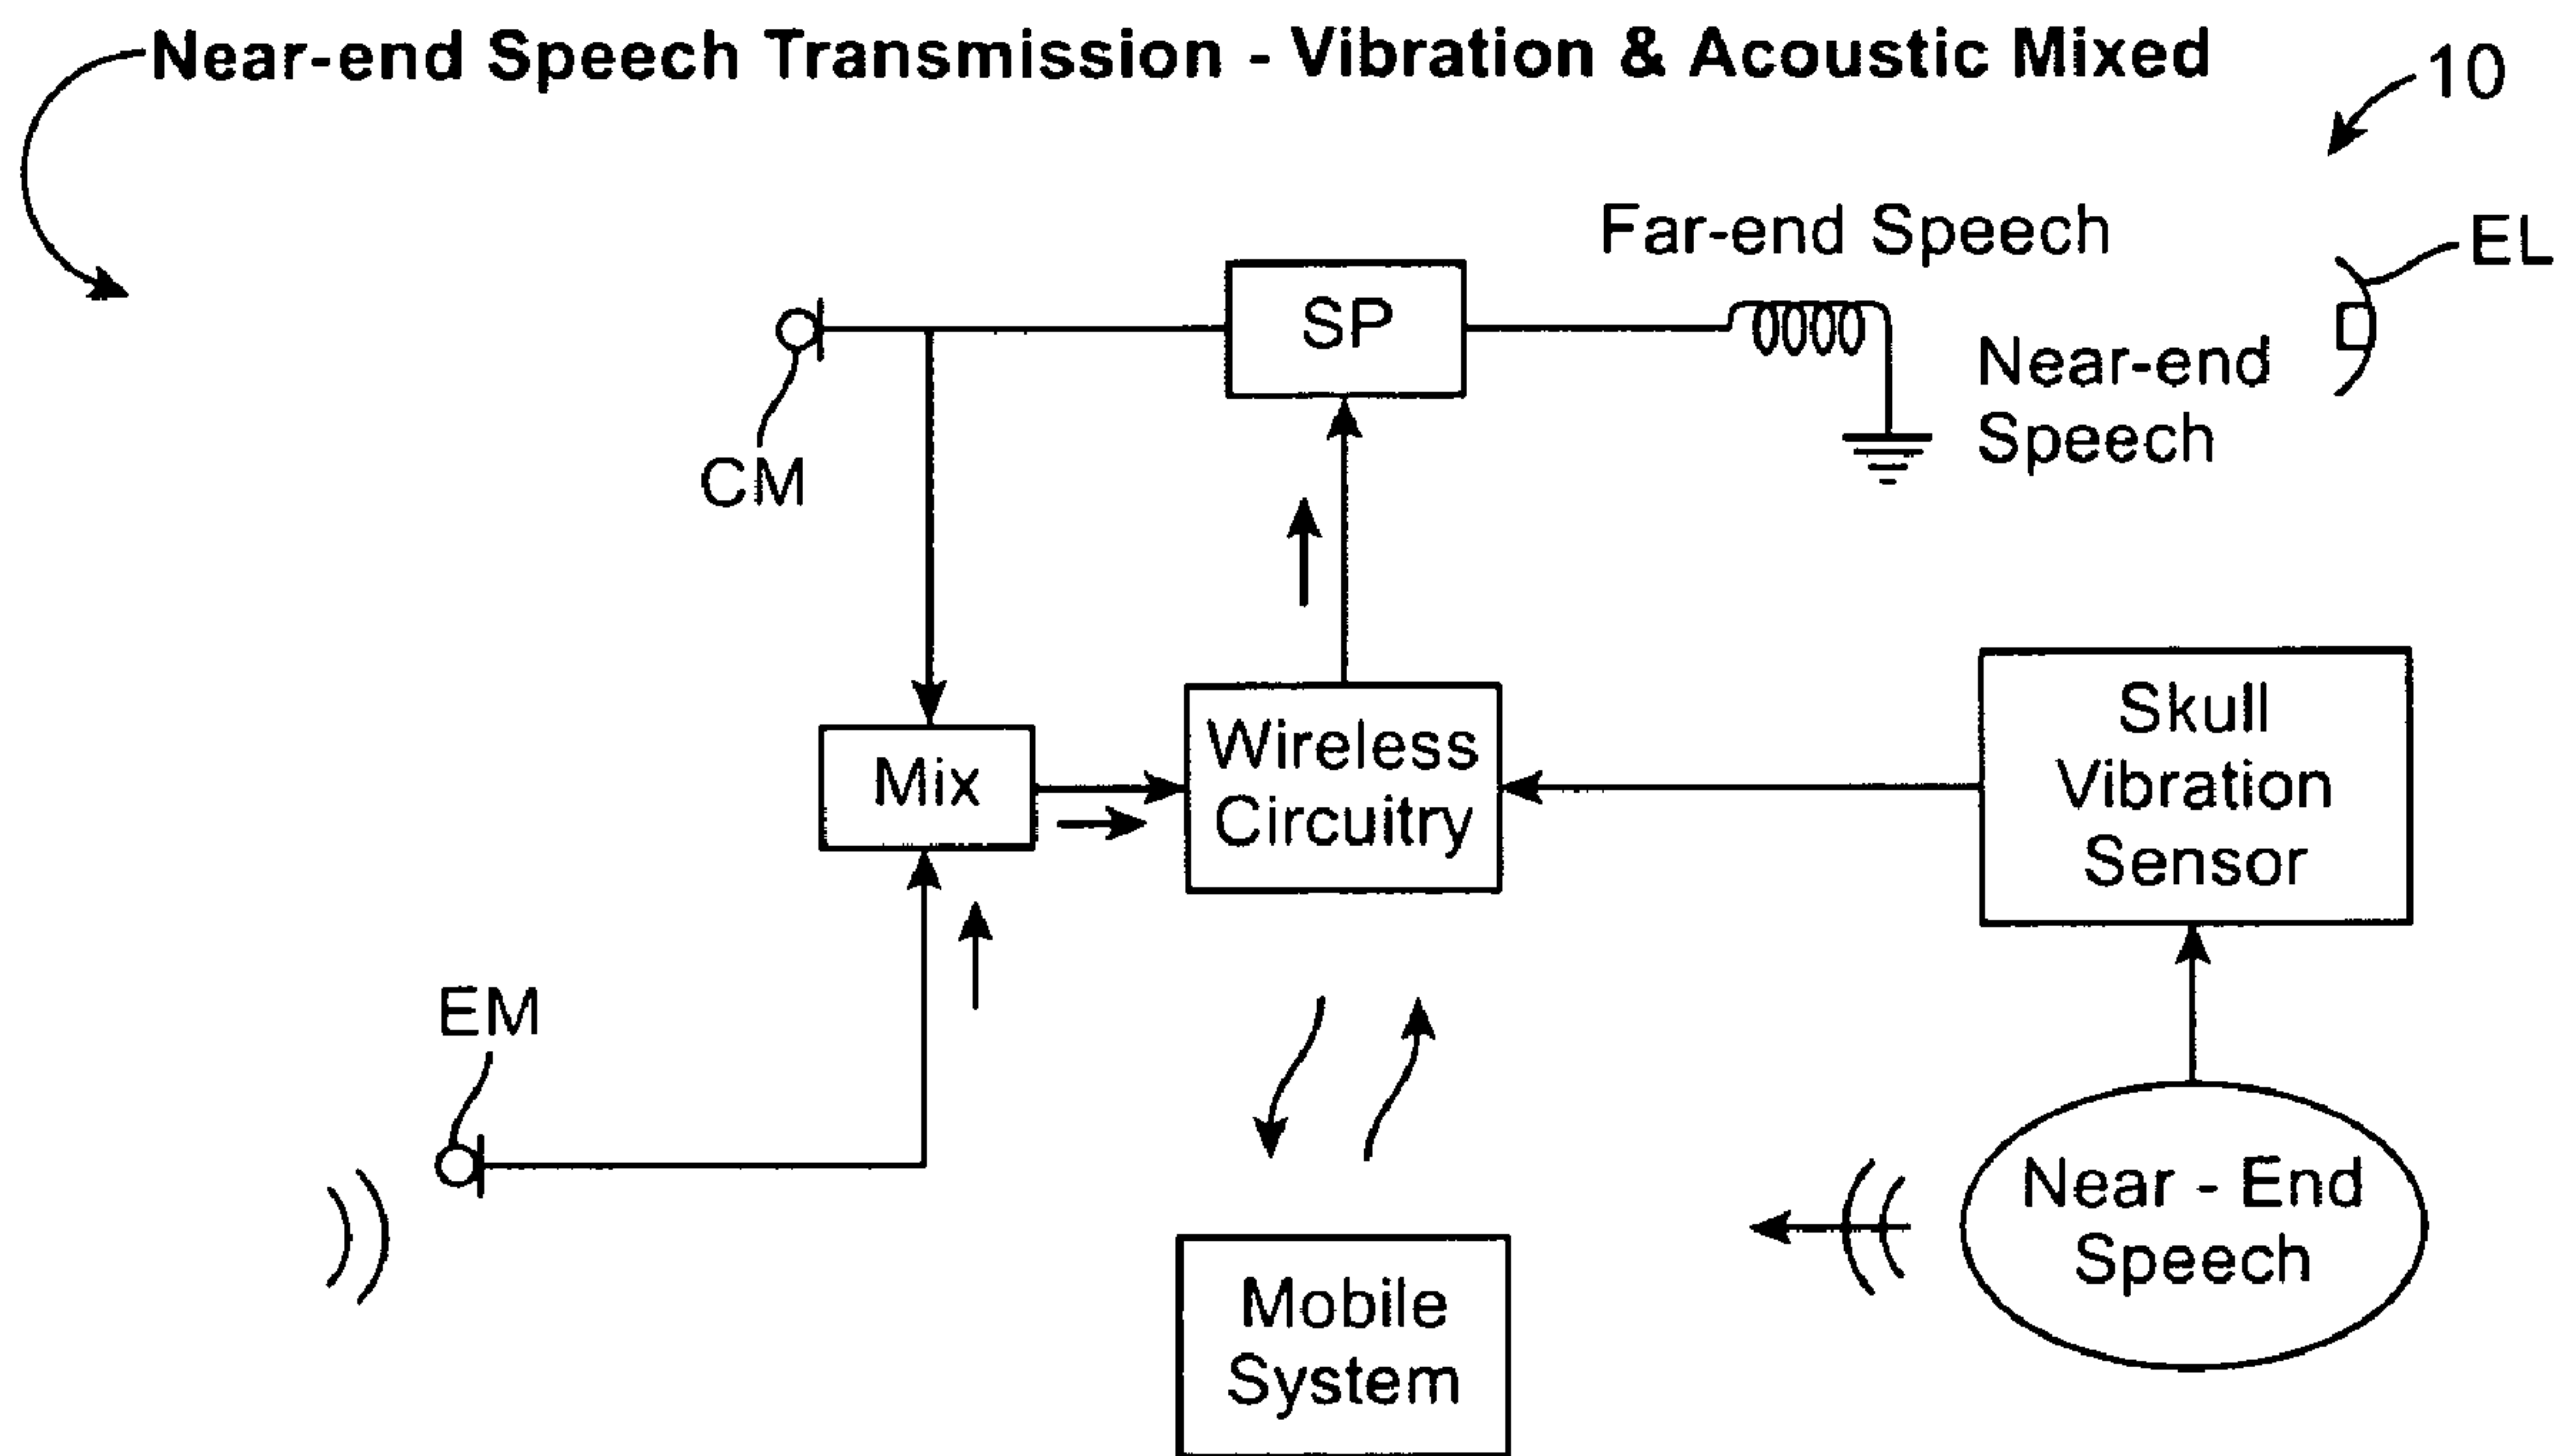 Near-end Speech Transmission - Vibration & Acoustic Mixed
10
Far-end Speech
EL
SP
Near-end
Speech
CM
Skull
Vibration
Sensor
Wireless
Circuitry
Mix
EM
Near - End
Speech
Mobile
System